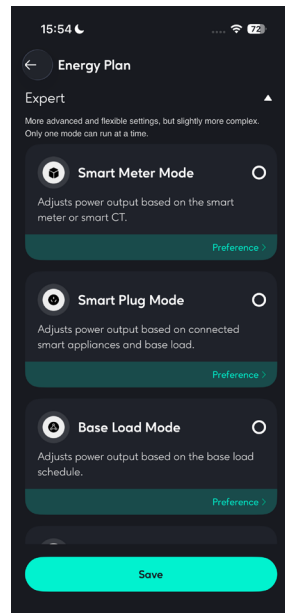 15:54
72
Energy Plan
Expert
More advanced and flexible settings, but slightly more complex.
Only one mode can run at a time.
Smart Meter Mode
Adjusts power output based on the smart
meter or smart CT.
Preference >
Smart Plug Mode
Adjusts power output based on connected
smart appliances and base load.
Preference >
Base Load Mode
Adjusts power output based on the base load
schedule.
Preference >
Save